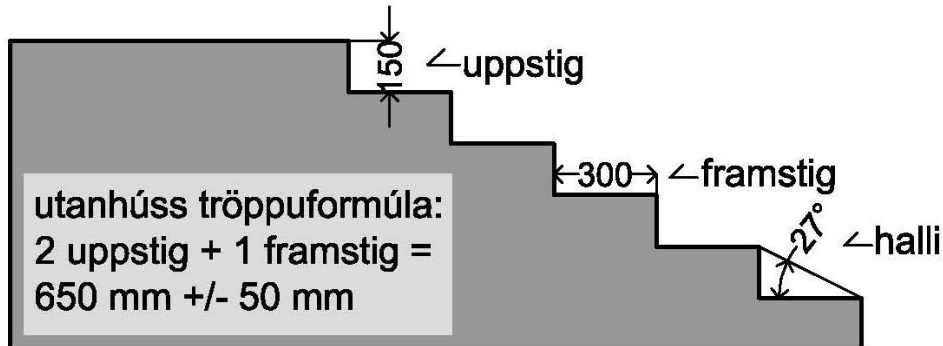 150
uppstig
300
framstig
27°
halli
utanhúss tröppuformúla:
2 uppstig + 1 framstig =
650 mm +/- 50 mm